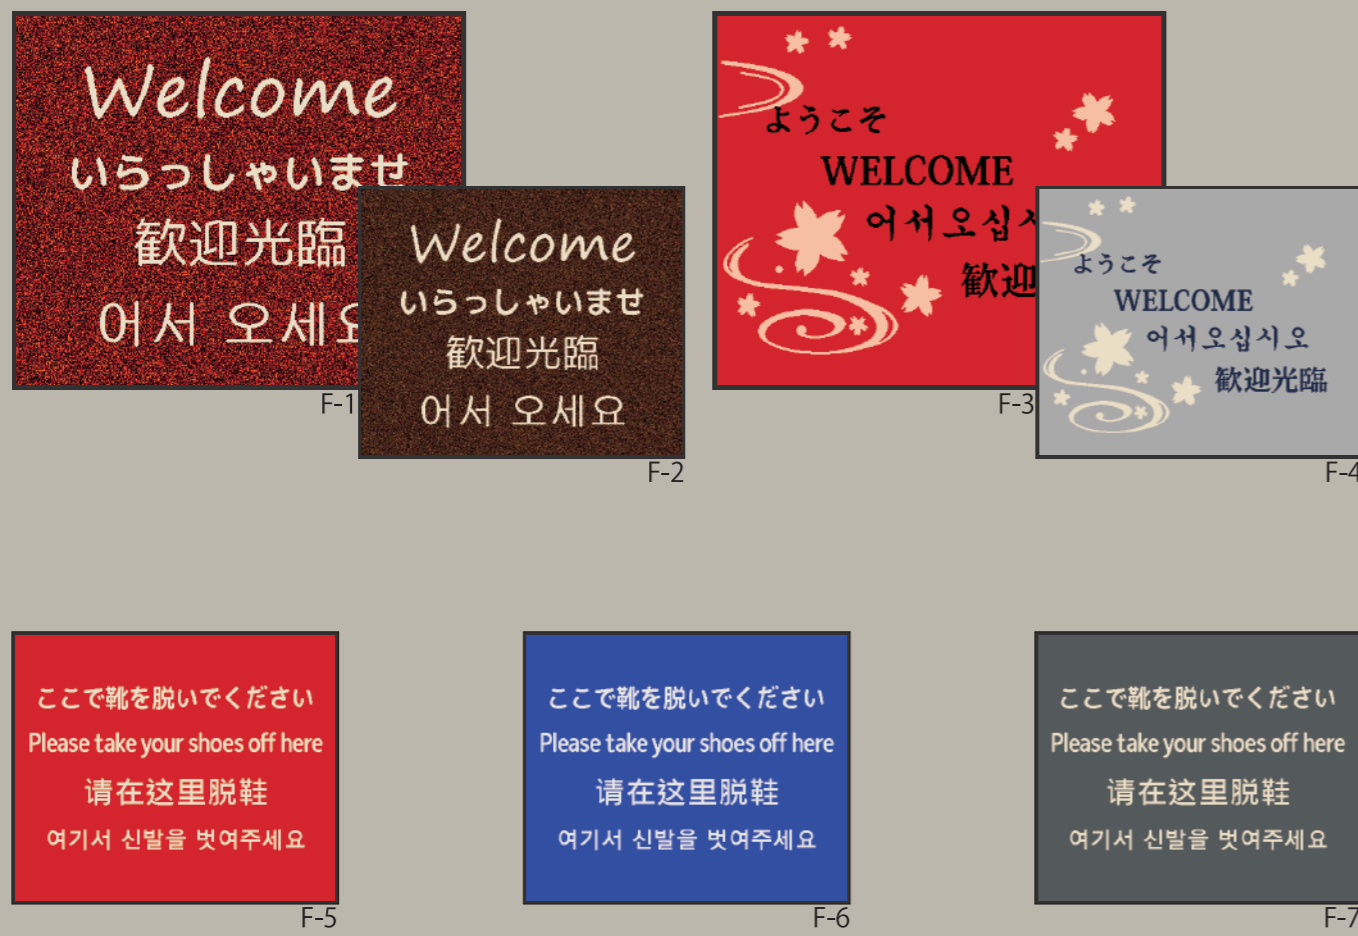 Welcome
いらっしゃいませ
歓迎光臨
어서 오세
F-1
Welcome
いらっしゃいませ
歓迎光臨
어서 오세요
F-2
ようこそ
WELCOME
어서오십
歓迎
F-3
ようこそ
WELCOME
어서오십시오
歓迎光臨
F-4
ここで靴を脱いでください
Please take your shoes off here
请在这里脱鞋
여기서 신발을 벗여주세요
F-5
ここで靴を脱いでください
Please take your shoes off here
请在这里脱鞋
여기서 신발을 벗여주세요
F-6
ここで靴を脱いでください
Please take your shoes off here
请在这里脱鞋
여기서 신발을 벗여주세요
F-7